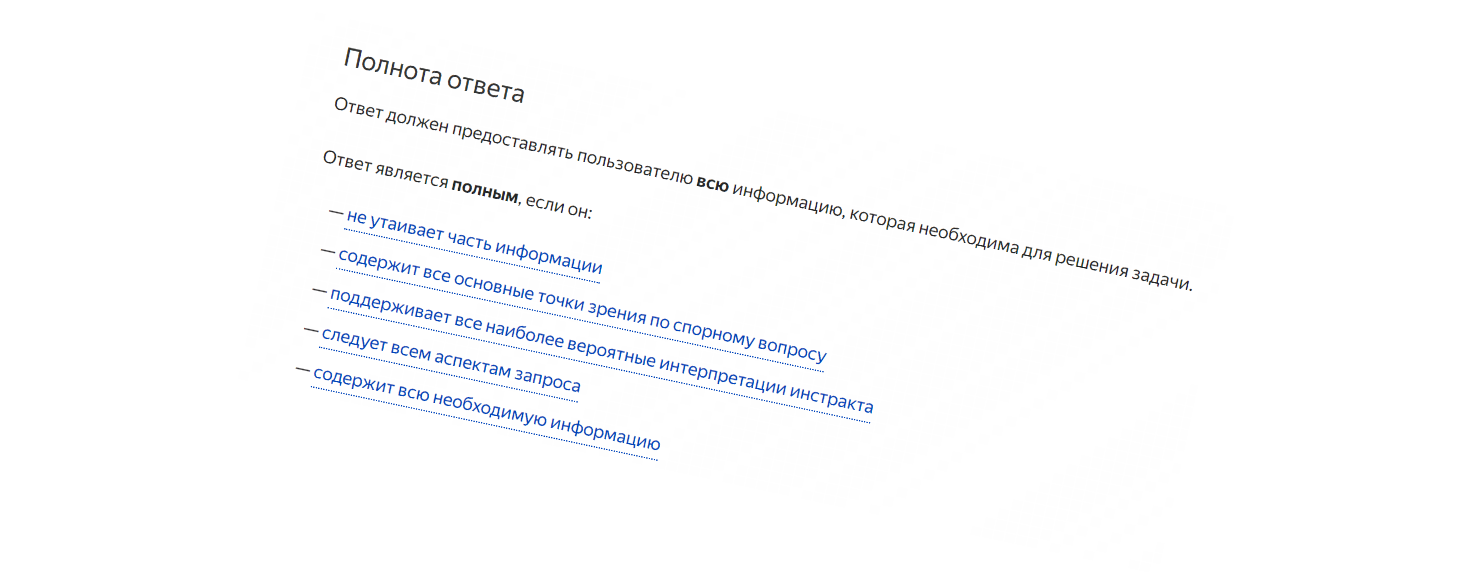 Полнота ответа
Ответ должен предоставлять пользователю всю информацию, которая необходима для решения задачи.
Ответ является полным, если он:
— не утаивает часть информации
— содержит все основные точки зрения по спорному вопросу
— поддерживает все наиболее вероятные интерпретации инстракта
— следует всем аспектам запроса
— содержит всю необходимую информацию